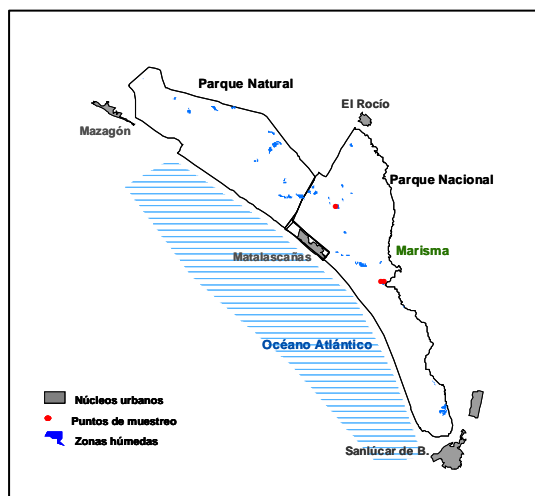 Parque Natural
El Rocío
Mazagón
Parque Nacional
Marisma
Matalascañas
Océano Atlántico
Núcleos urbanos
Puntos de muestreo
Zonas húmedas
Sanlúcar de B.